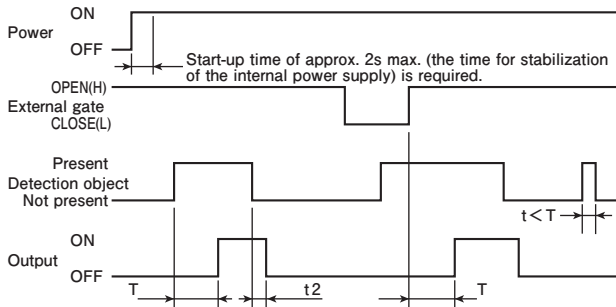 ON
Power
OFF
Start-up time of approx. 2s max. (the time for stabilization
of the internal power supply) is required.
OPEN(H)
External gate
CLOSE(L)
Present
Detection object
Not present
t<T
ON
Output
OFF
T
t2
T